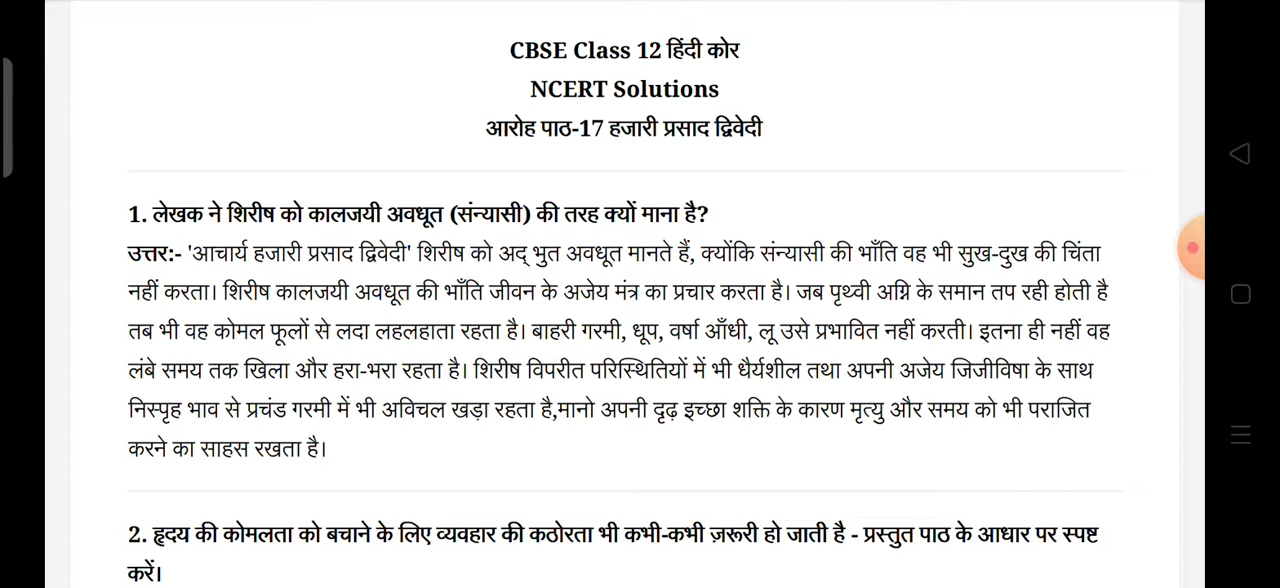 CBSE Class 12 हिंदी कोर
NCERT Solutions
आरोह पाठ-17 हजारी प्रसाद द्विवेदी
1. लेखक ने शिरीष को कालजयी अवधूत (संन्यासी) की तरह क्यों माना है?
उत्तर:- 'आचार्य हजारी प्रसाद द्विवेदी' शिरीष को अद् भुत अवधूत मानते हैं, क्योंकि संन्यासी की भाँति वह भी सुख-दुख की चिंता
नहीं करता। शिरीष कालजयी अवधूत की भाँति जीवन के अजेय मंत्र का प्रचार करता है। जब पृथ्वी अग्नि के समान तप रही होती है
तब भी वह कोमल फूलों से लदा लहलहाता रहता है। बाहरी गरमी, धूप, वर्षा आँधी, लू उसे प्रभावित नहीं करती। इतना ही नहीं वह
लंबे समय तक खिला और हरा-भरा रहता है। शिरीष विपरीत परिस्थितियों में भी धैर्यशील तथा अपनी अजेय जिजीविषा के साथ
निस्पृह भाव से प्रचंड गरमी में भी अविचल खड़ा रहता है,मानो अपनी दृढ़ इच्छा शक्ति के कारण मृत्यु और समय को भी पराजित
करने का साहस रखता है।
2. हृदय की कोमलता को बचाने के लिए व्यवहार की कठोरता भी कभी-कभी ज़रूरी हो जाती है - प्रस्तुत पाठ के आधार पर स्पष्ट
करें।